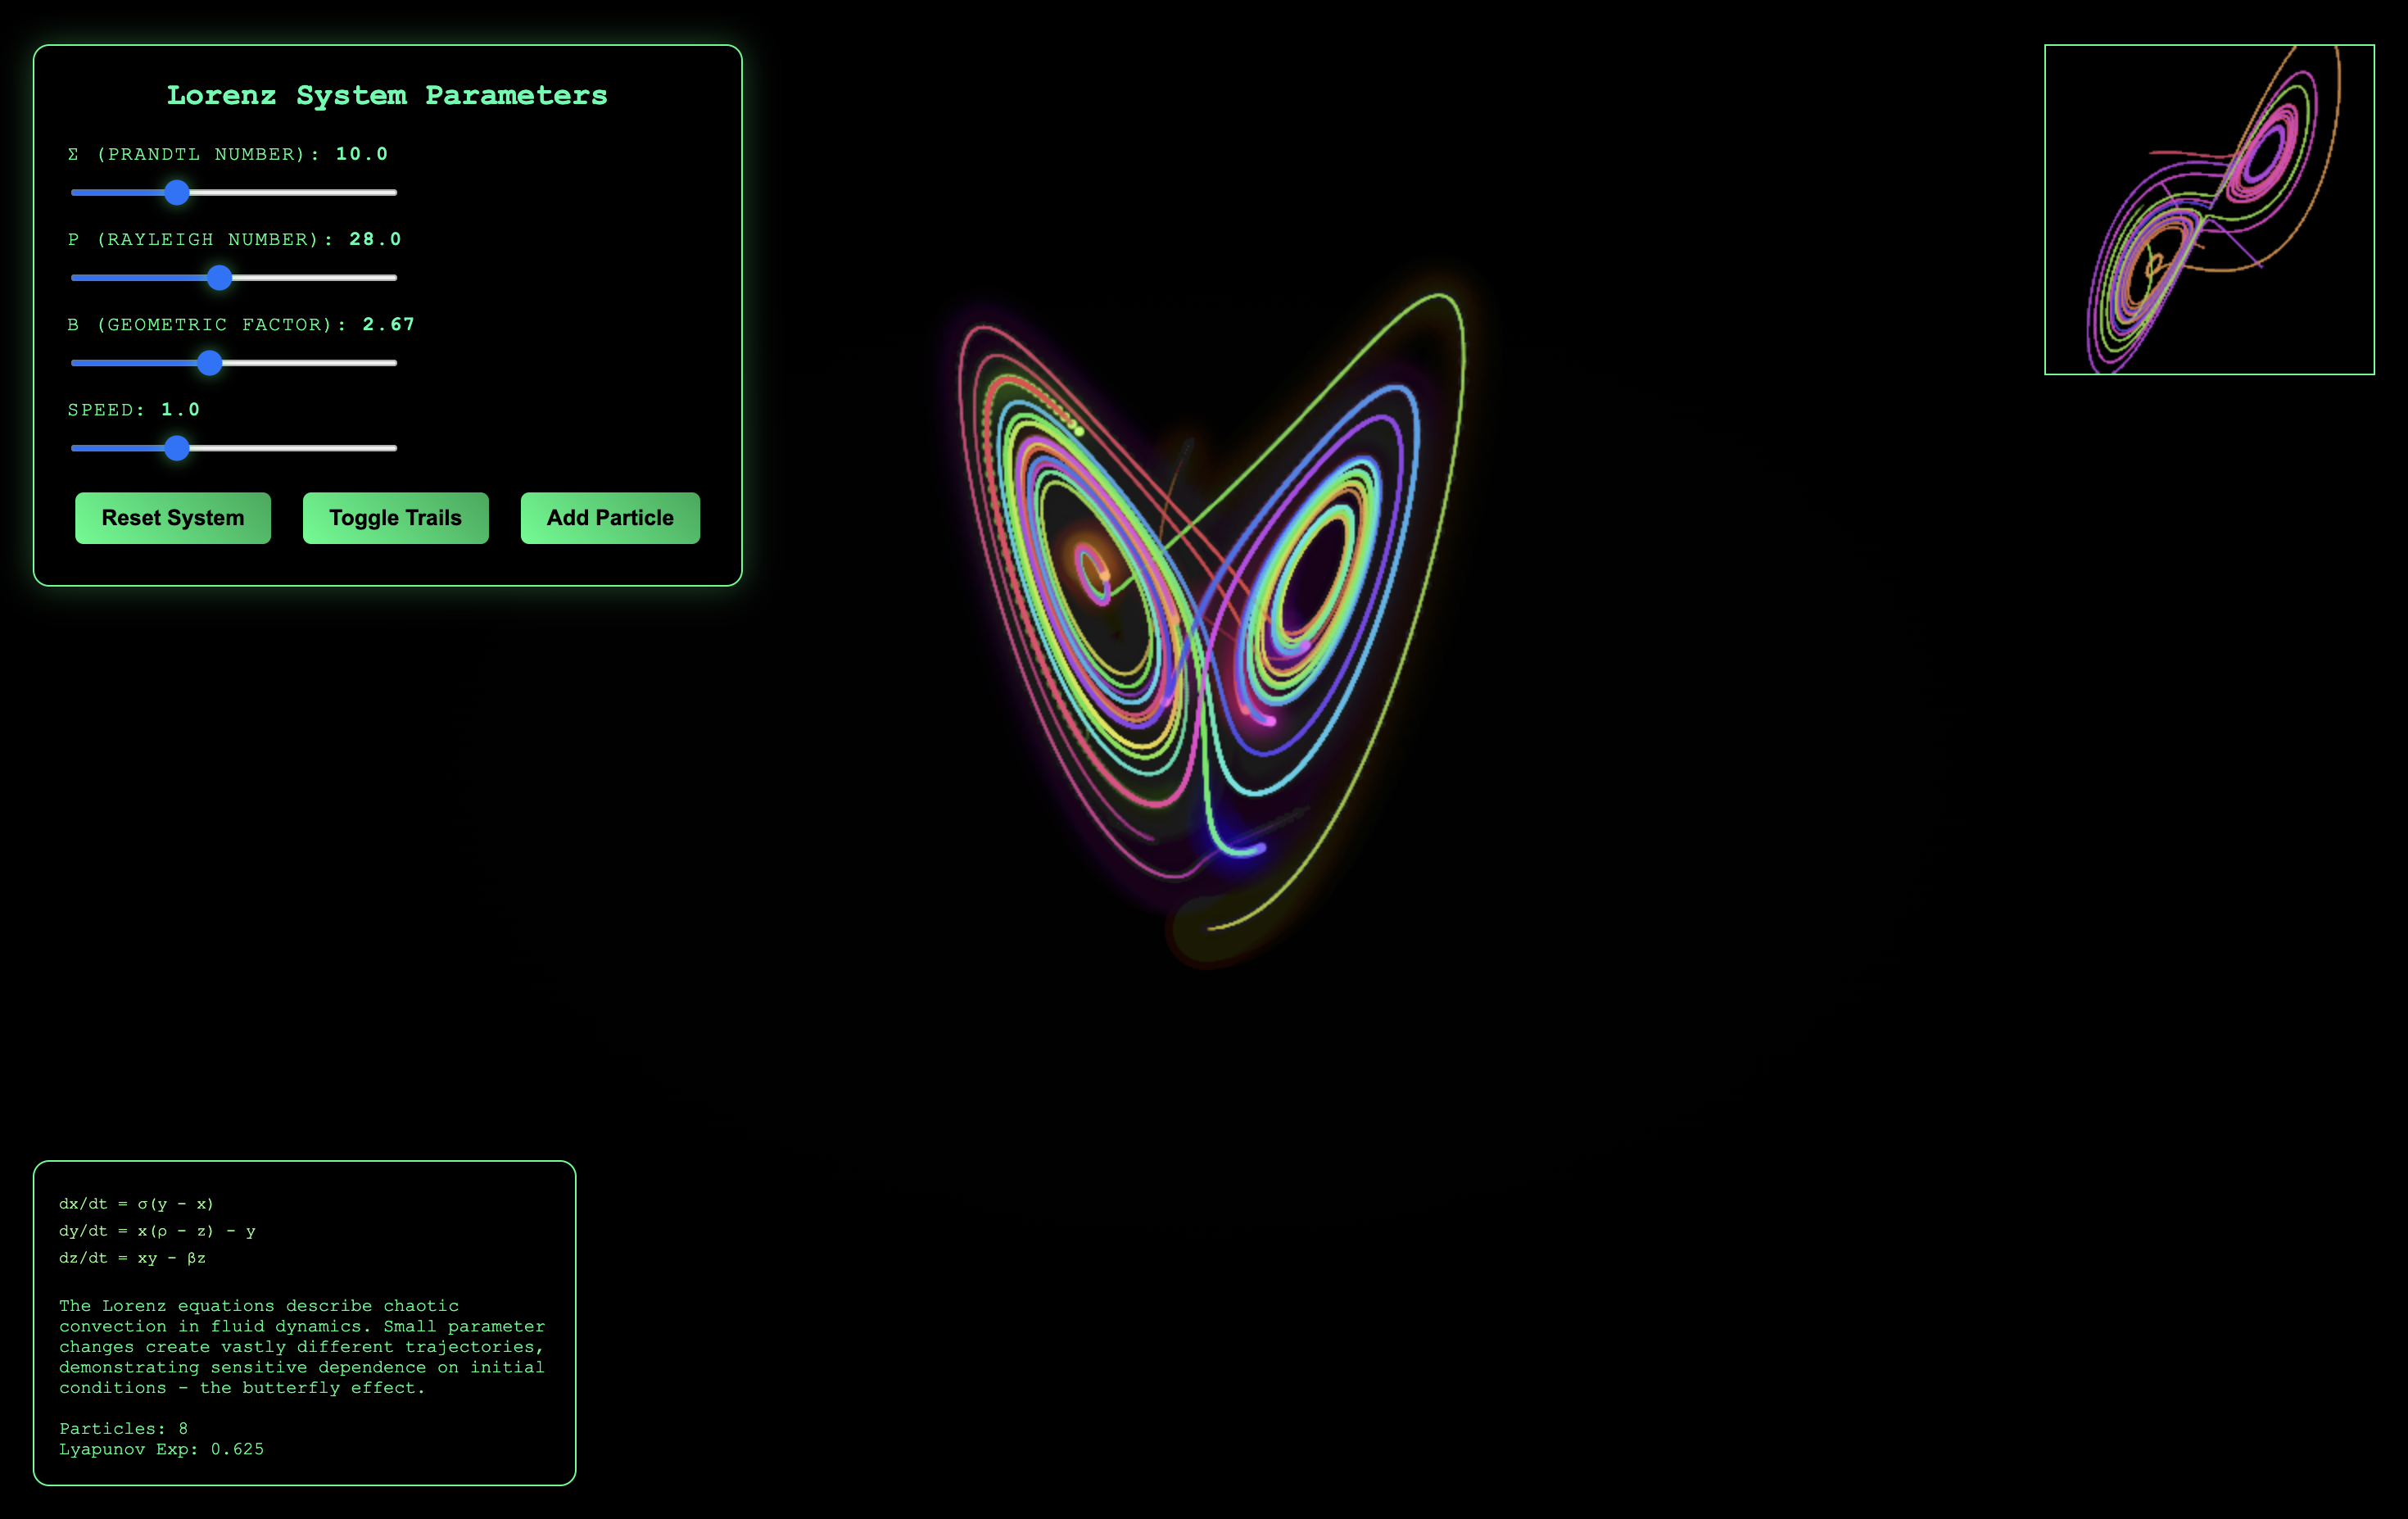 Lorenz System Parameters
Σ (PRANDTL NUMBER): 10.0
Ρ (RAYLEIGH NUMBER): 28.0
Β (GEOMETRIC FACTOR): 2.67
SPEED: 1.0
Reset System Toggle Trails Add Particle
dx/dt = σ(y - x)
dy/dt = x(ρ - z) - y
dz/dt = xy - βz
The Lorenz equations describe chaotic
convection in fluid dynamics. Small parameter
changes create vastly different trajectories,
demonstrating sensitive dependence on initial
conditions - the butterfly effect.
Particles: 8
Lyapunov Exp: 0.625